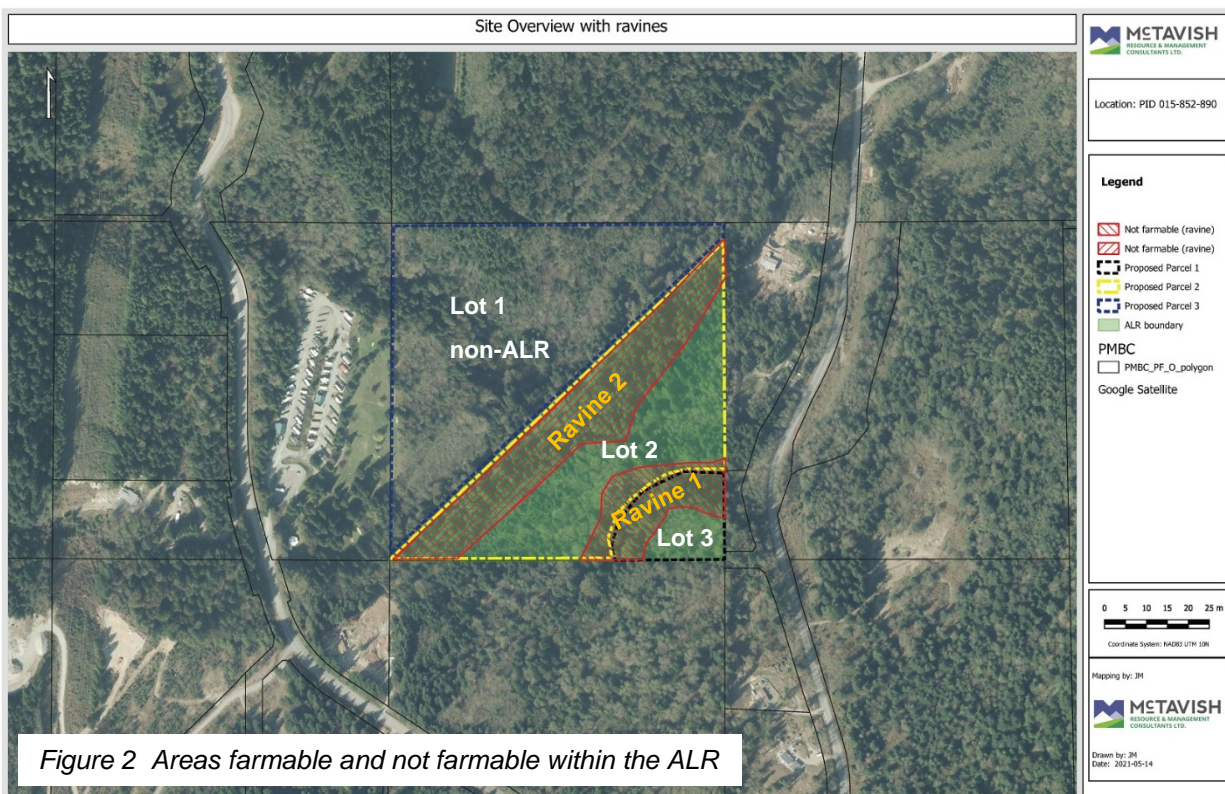 Site Overview with ravines
McTAVISH
RESOURCE & MANAGEMENT
CONSULTANTS LTD.
Location: PID 015-852-890
Legend
Not farmable (ravine)
Not farmable (ravine)
Proposed Parcel 1
Proposed Parcel 2
Proposed Parcel 3
ALR boundary
PMBC
PMBC_PF_O_polygon
Google Satellite
Lot 1
non-ALR
Ravine 2
Lot 2
Ravine 1
Lot 3
0 5 10 15 20 25 m
Coordinate System: NAD83 UTM 10N
Mapping by: JM
McTAVISH
RESOURCE & MANAGEMENT
CONSULTANTS LTD.
Drawn by: JM
Date: 2021-05-14
Figure 2 Areas farmable and not farmable within the ALR